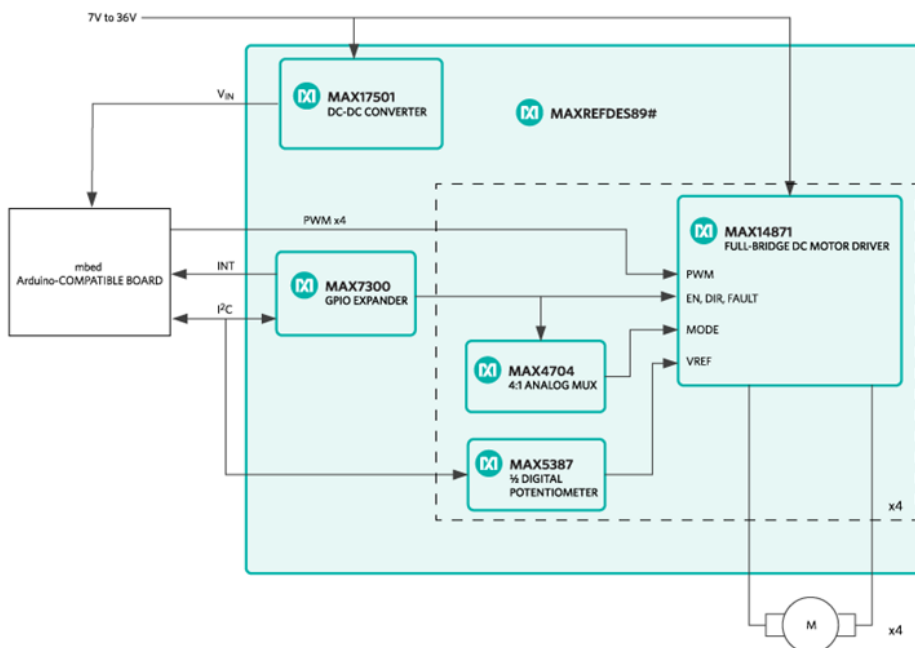 7V to 36V
VIN
MAX17501
DC-DC CONVERTER
MAXREFDES89#
mbed
Arduino-COMPATIBLE BOARD
PWM x4
INT
I²C
MAX7300
GPIO EXPANDER
MAX14871
FULL-BRIDGE DC MOTOR DRIVER
PWM
EN, DIR, FAULT
MODE
VREF
MAX4704
4:1 ANALOG MUX
MAX5387
½ DIGITAL
POTENTIOMETER
x4
M
x4